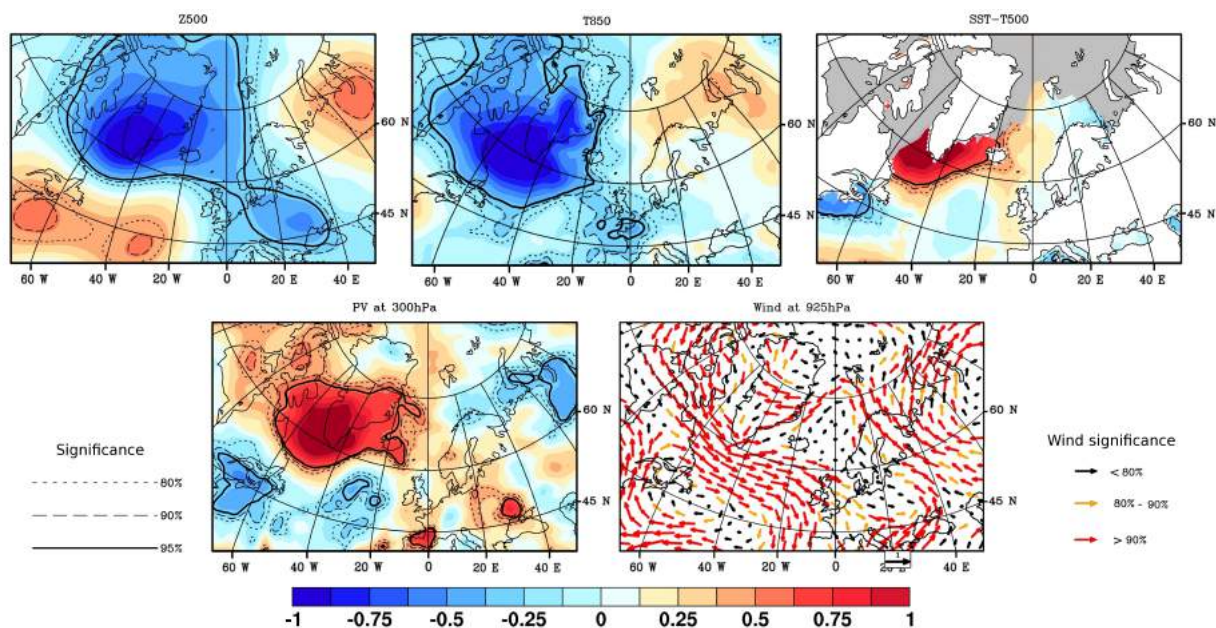 Z500
T850
SST-T500
60 N
60 N
60 N
45 N
45 N
45 N
60 W 40 W 20 W 0 20 E 40 E
60 W 40 W 20 W 0 20 E 40 E
60 W 40 W 20 W 0 20 E 40 E
PV at 300hPa
Wind at 925hPa
60 N
60 N
Significance
Wind significance
80%
90%
95%
45 N
45 N
< 80%
80% - 90%
> 90%
60 W 40 W 20 W 0 20 E 40 E
60 W 40 W 20 W 0 20 E 40 E
1
-1 -0.75 -0.5 -0.25 0 0.25 0.5 0.75 1